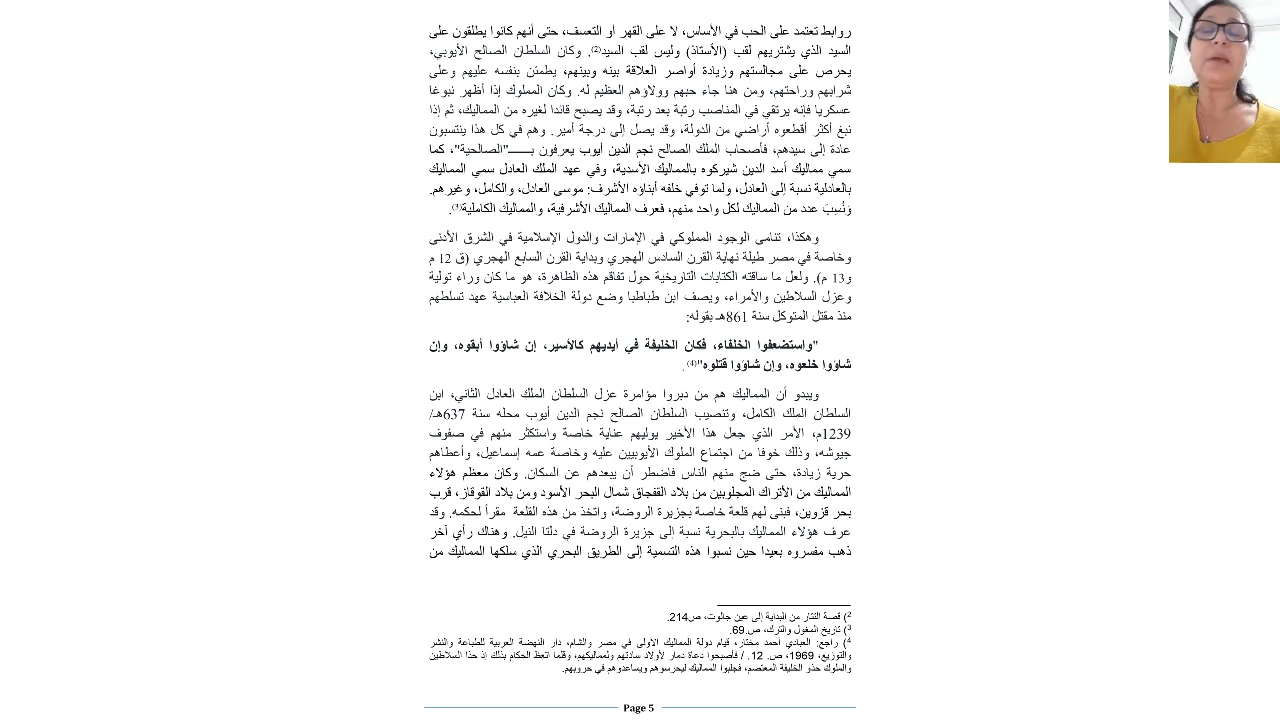 روابط تعتمد على الحب في الأساس، لا على القهر أو التعسف، حتى أنهم كانوا يطلقون على
السيد الذي يشتريهم لقب (الأستاذ) وليس لقب السيد(2). وكان السلطان الصالح الأيوبي،
يحرص على مجالستهم وزيادة أواصر العلاقة بينه وبينهم، يطمئن بنفسه عليهم وعلى
شرابهم وراحتهم، ومن هنا جاء حبهم وولاؤهم العظيم له. وكان المملوك إذا أظهر نبوغا
عسكريا فإنه يرتقي في المناصب رتبة بعد رتبة، وقد يصبح قائدا لغيره من المماليك، ثم إذا
نبغ أكثر أقطعوه أراضي من الدولة، وقد يصل إلى درجة أمير. وهم في كل هذا ينتسبون
عادة إلى سيدهم، فأصحاب الملك الصالح نجم الدين أيوب يعرفون بــــــ"الصالحية"، كما
سمي مماليك أسد الدين شيركوه بالمماليك الأسدية، وفي عهد الملك العادل سمي المماليك
بالعادلية نسبة إلى العادل، ولما توفي خلفه أبناؤه الأشرف: موسى العادل، والكامل، وغيرهم.
وَنُسِبَ عدد من المماليك لكل واحد منهم، فعرف المماليك الأشرفية، والمماليك الكاملية(3).
وهكذا، تنامى الوجود المملوكي في الإمارات والدول الإسلامية في الشرق الأدنى
وخاصة في مصر طيلة نهاية القرن السادس الهجري وبداية القرن السابع الهجري (ق 12 م
و13 م). ولعل ما ساقته الكتابات التاريخية حول تفاقم هذه الظاهرة، هو ما كان وراء تولية
وعزل السلاطين والأمراء، ويصف ابن طباطبا وضع دولة الخلافة العباسية عهد تسلطهم
منذ مقتل المتوكل سنة 861هـ بقوله:
"واستضعفوا الخلفاء، فكان الخليفة في أيديهم كالأسير، إن شاؤوا أبقوه، وإن
شاؤوا خلعوه، وإن شاؤوا قتلوه"(4).
ويبدو أن المماليك هم من دبروا مؤامرة عزل السلطان الملك العادل الثاني، ابن
السلطان الملك الكامل، وتنصيب السلطان الصالح نجم الدين أيوب محله سنة 637هـ/
1239م، الأمر الذي جعل هذا الأخير يوليهم عناية خاصة واستكثر منهم في صفوف
جيوشه، وذلك خوفا من اجتماع الملوك الأيوبيين عليه وخاصة عمه إسماعيل، وأعطاهم
حرية زيادة، حتى ضج منهم الناس فاضطر أن يبعدهم عن السكان. وكان معظم هؤلاء
المماليك من الأتراك المجلوبين من بلاد القفجاق شمال البحر الأسود ومن بلاد القوقاز، قرب
بحر قزوين، فبنى لهم قلعة خاصة بجزيرة الروضة، واتخذ من هذه القلعة مقرأ لحكمه. وقد
عرف هؤلاء المماليك بالبحرية نسبة إلى جزيرة الروضة في دلتا النيل. وهناك رأي آخر
ذهب مفسروه بعيدا حين نسبوا هذه التسمية إلى الطريق البحري الذي سلكها المماليك من
2) قصة التتار من البداية إلى عين جالوت، ص214.
3) تاريخ المغول والترك، ص.69.
4) راجع: العبادي أحمد مختار، قيام دولة المماليك الأولى في مصر والشام، دار النهضة العربية للطباعة والنشر
والتوزيع، 1969، ص. 12. / فأصبحوا دعاة دمار لأولاد سادتهم ولمماليكهم، وقلما اتعظ الحكام بذلك إذ حذا السلاطين
والملوك حذو الخليفة المعتصم، فجلبوا المماليك ليحرسوهم ويساعدوهم في حروبهم.
Page 5